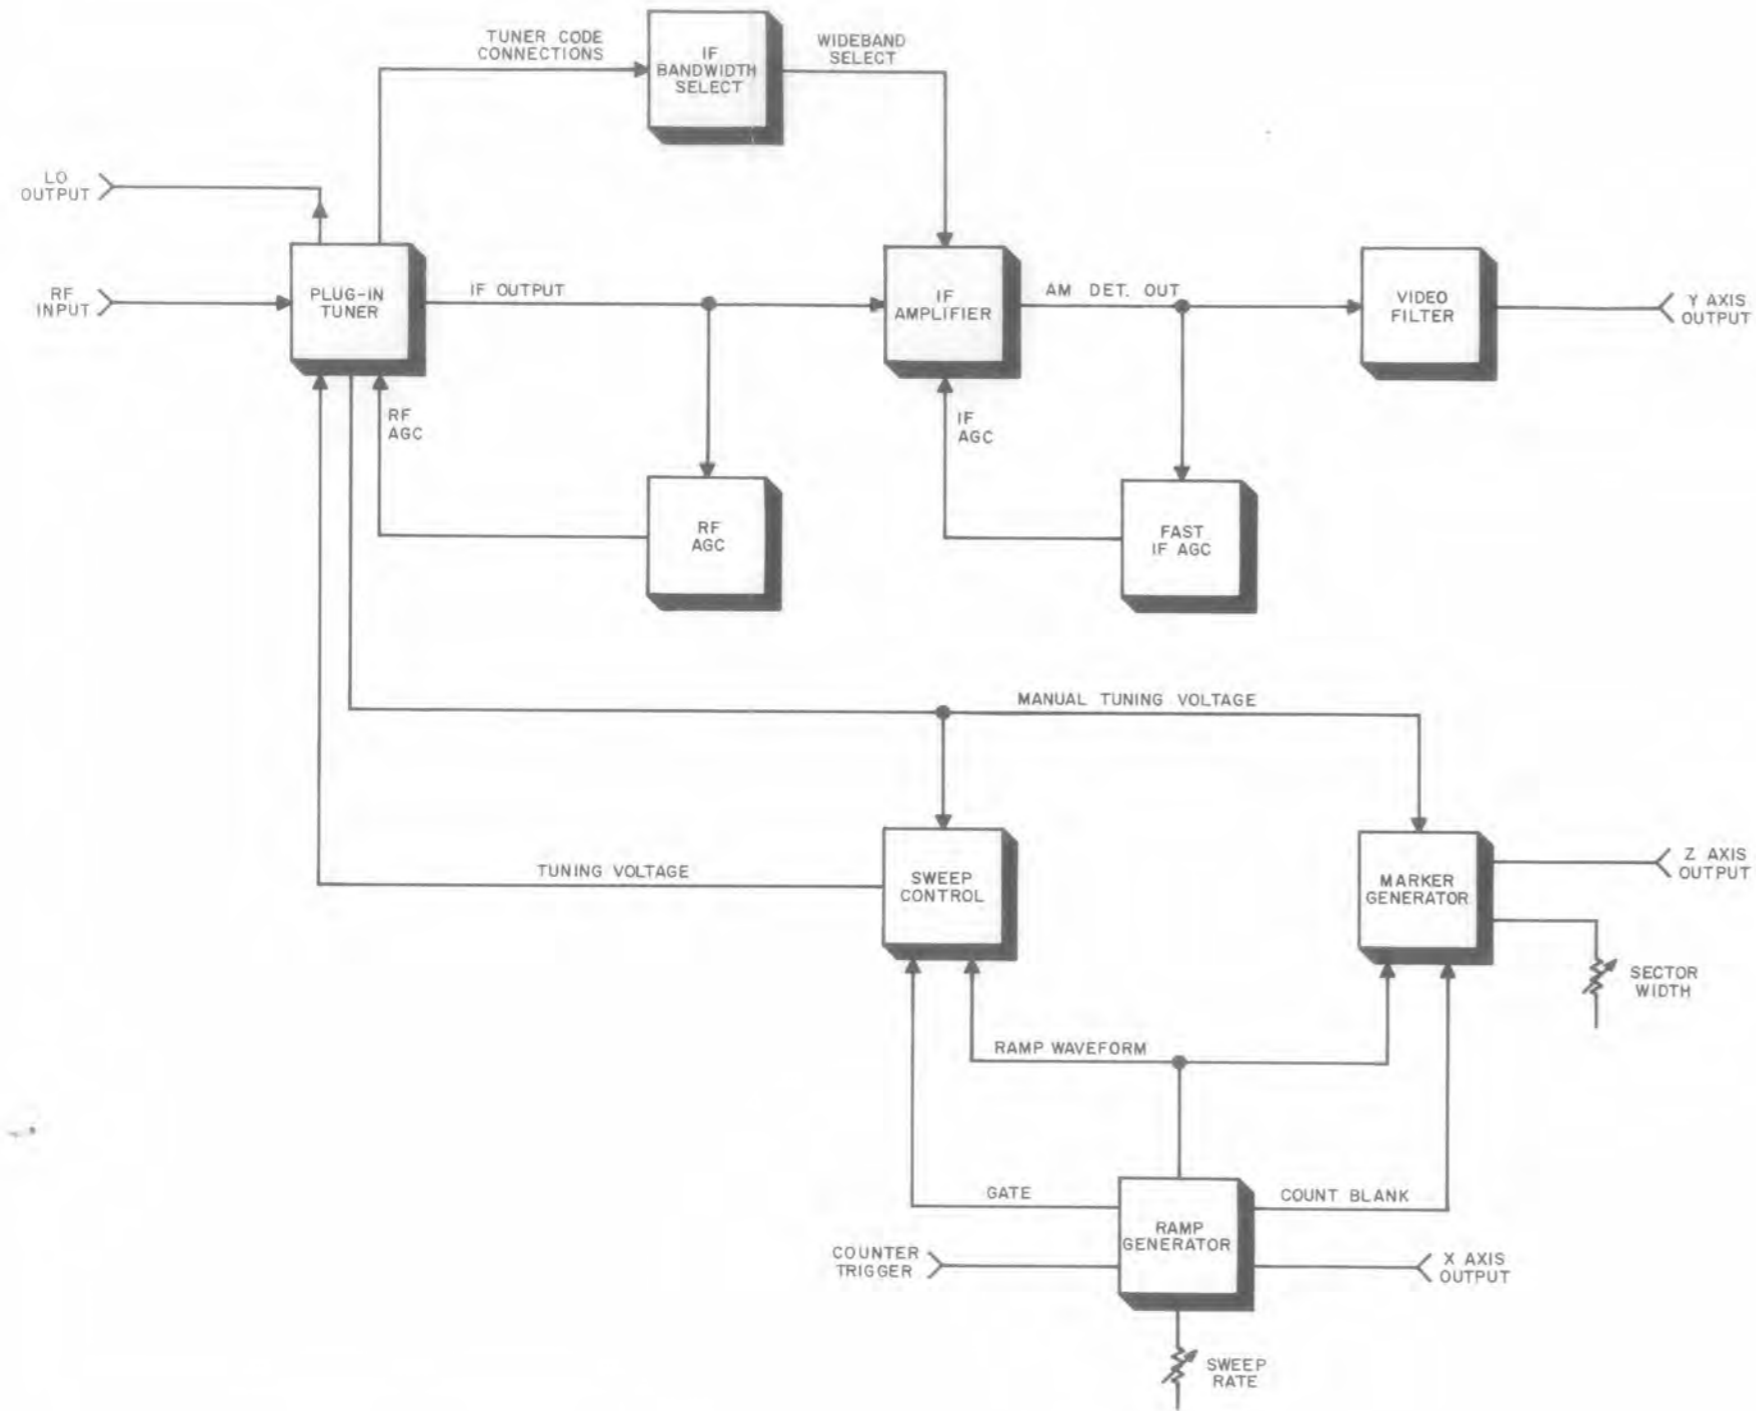 TUNER CODE
CONNECTIONS
IF
BANDWIDTH
SELECT
WIDEBAND
SELECT
LO
OUTPUT
RF
INPUT
PLUG-IN
TUNER
IF OUTPUT
IF
AMPLIFIER
AM DET. OUT
VIDEO
FILTER
Y AXIS
OUTPUT
RF
AGC
IF
AGC
RF
AGC
FAST
IF AGC
MANUAL TUNING VOLTAGE
TUNING VOLTAGE
SWEEP
CONTROL
MARKER
GENERATOR
Z AXIS
OUTPUT
SECTOR
WIDTH
RAMP WAVEFORM
GATE
COUNT BLANK
RAMP
GENERATOR
COUNTER
TRIGGER
X AXIS
OUTPUT
SWEEP
RATE